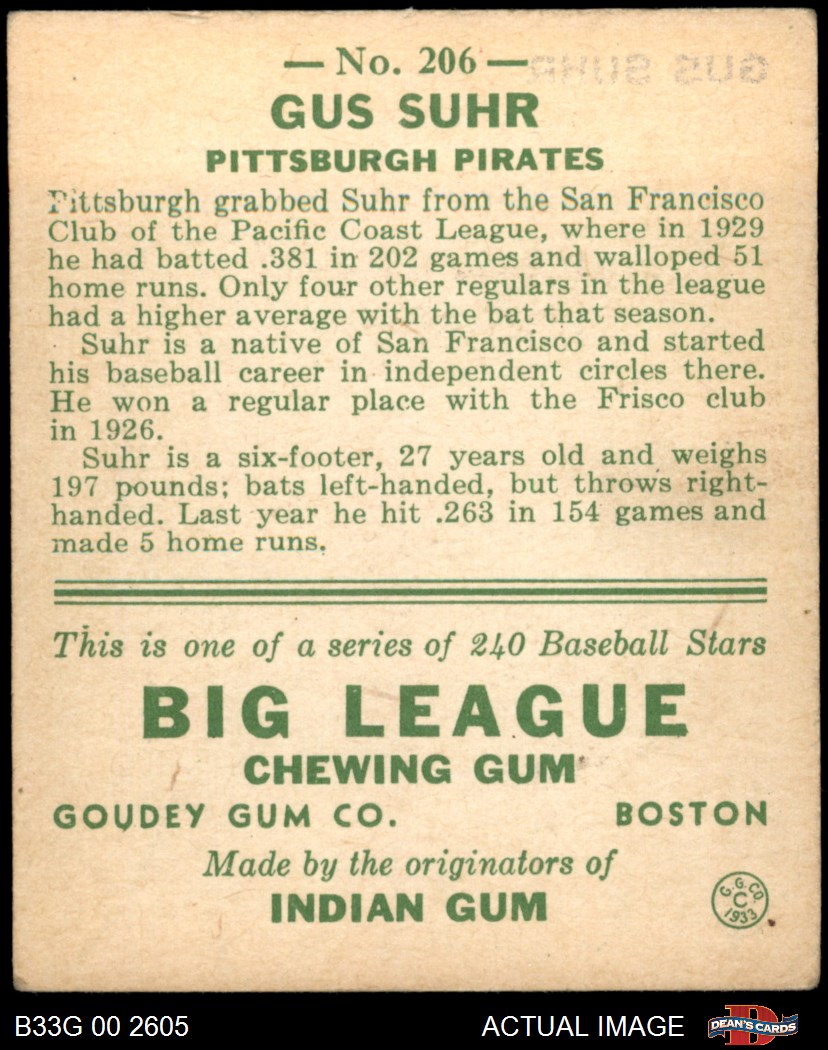 — No. 206 —
GUS SUHR
GUS SUHR
PITTSBURGH PIRATES
Pittsburgh grabbed Suhr from the San Francisco
Club of the Pacific Coast League, where in 1929
he had batted .381 in 202 games and walloped 51
home runs. Only four other regulars in the league
had a higher average with the bat that season.
Suhr is a native of San Francisco and started
his baseball career in independent circles there.
He won a regular place with the Frisco club
in 1926.
Suhr is a six-footer, 27 years old and weighs
197 pounds; bats left-handed, but throws right-
handed. Last year he hit .263 in 154 games and
made 5 home runs.
This is one of a series of 240 Baseball Stars
BIG LEAGUE
CHEWING GUM
GOUDEY GUM CO. BOSTON
Made by the originators of
INDIAN GUM
G. G. CO.
C
1933
B33G 00 2605 ACTUAL IMAGE
D
DEAN'S CARDS